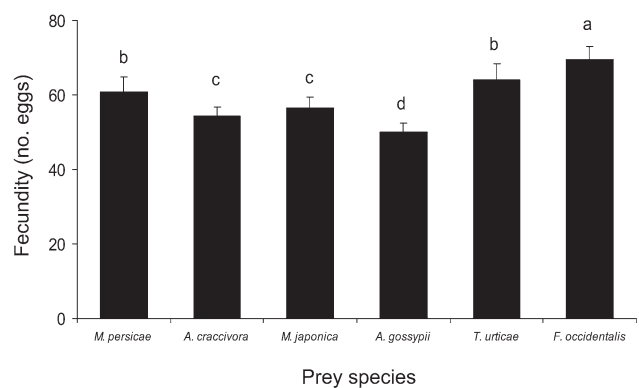 80
60
40
20
0
Fecundity (no. eggs)
b
c
c
d
b
a
M. persicae
A. craccivora
M. japonica
A. gossypii
T. urticae
F. occidentalis
Prey species